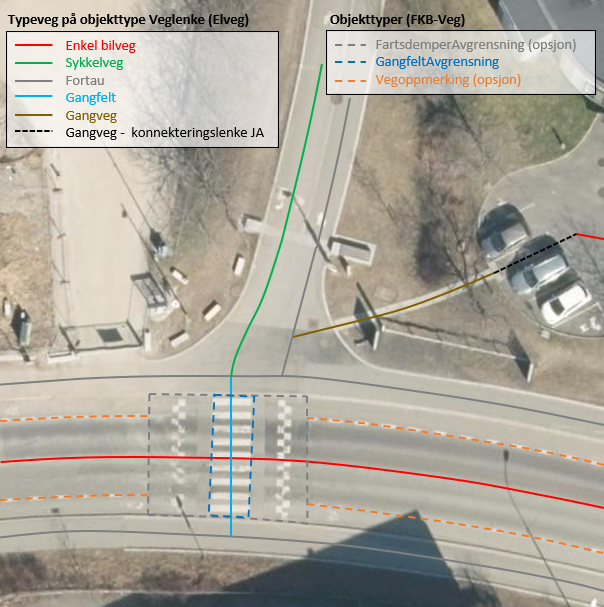 Typeveg på objekttype Veglenke (Elveg)
Enkel bilveg
Sykkelveg
Fortau
Gangfelt
Gangveg
Gangveg - konnekteringslenke JA
Objekttyper (FKB-Veg)
FartsdemperAvgrensning (opsjon)
GangfeltAvgrensning
Vegoppmerking (opsjon)